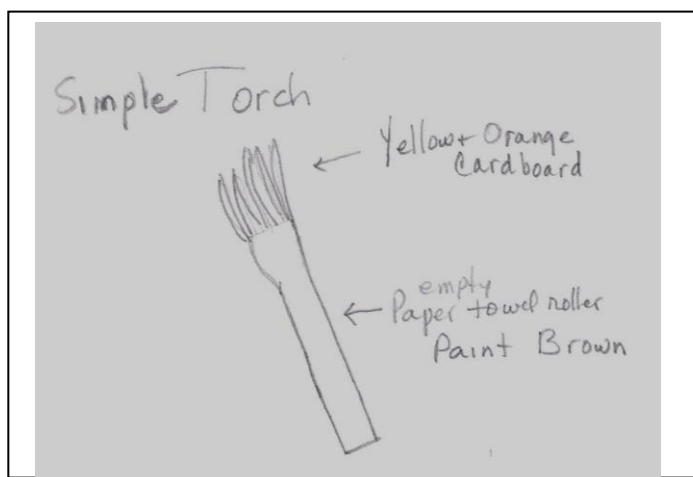 Simple Torch
Yellow + Orange
Cardboard
empty
Paper towel roller
Paint Brown